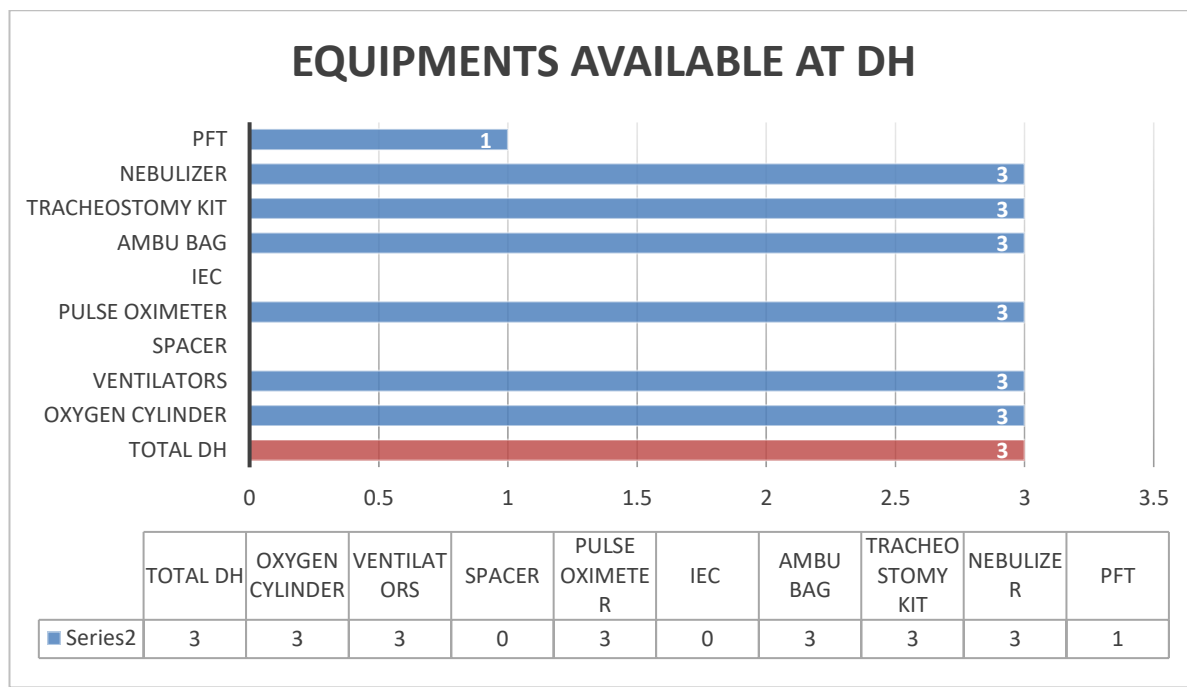 EQUIPMENTS AVAILABLE AT DH
PFT
1
NEBULIZER
3
TRACHEOSTOMY KIT
3
AMBU BAG
3
IEC
PULSE OXIMETER
3
SPACER
VENTILATORS
3
OXYGEN CYLINDER
3
TOTAL DH
3
0 0.5 1 1.5 2 2.5 3 3.5
TOTAL DH
OXYGEN
CYLINDER
VENTILAT
ORS
SPACER
PULSE
OXIMETE
R
IEC
AMBU
BAG
TRACHEO
STOMY
KIT
NEBULIZE
R
PFT
Series2 3 3 3 0 3 0 3 3 3 1